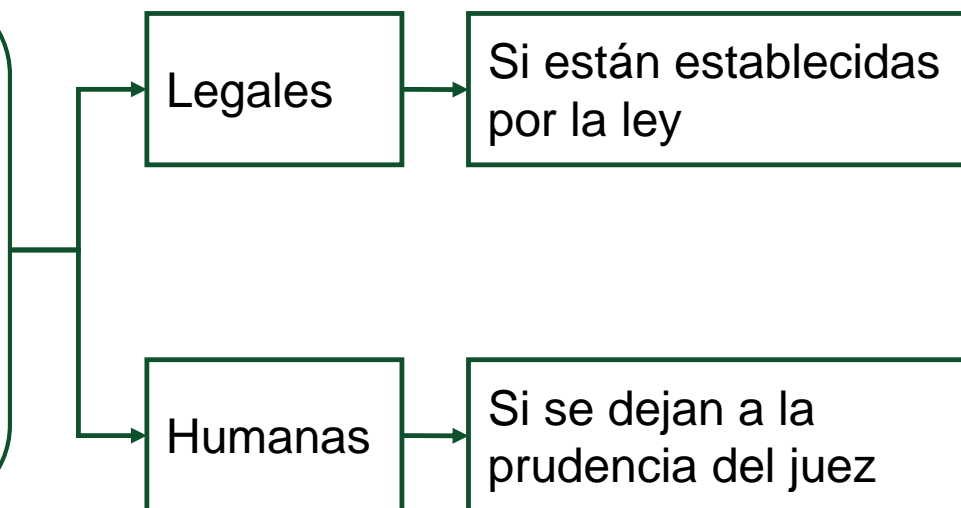 Legales
Si están establecidas
por la ley
Humanas
Si se dejan a la
prudencia del juez